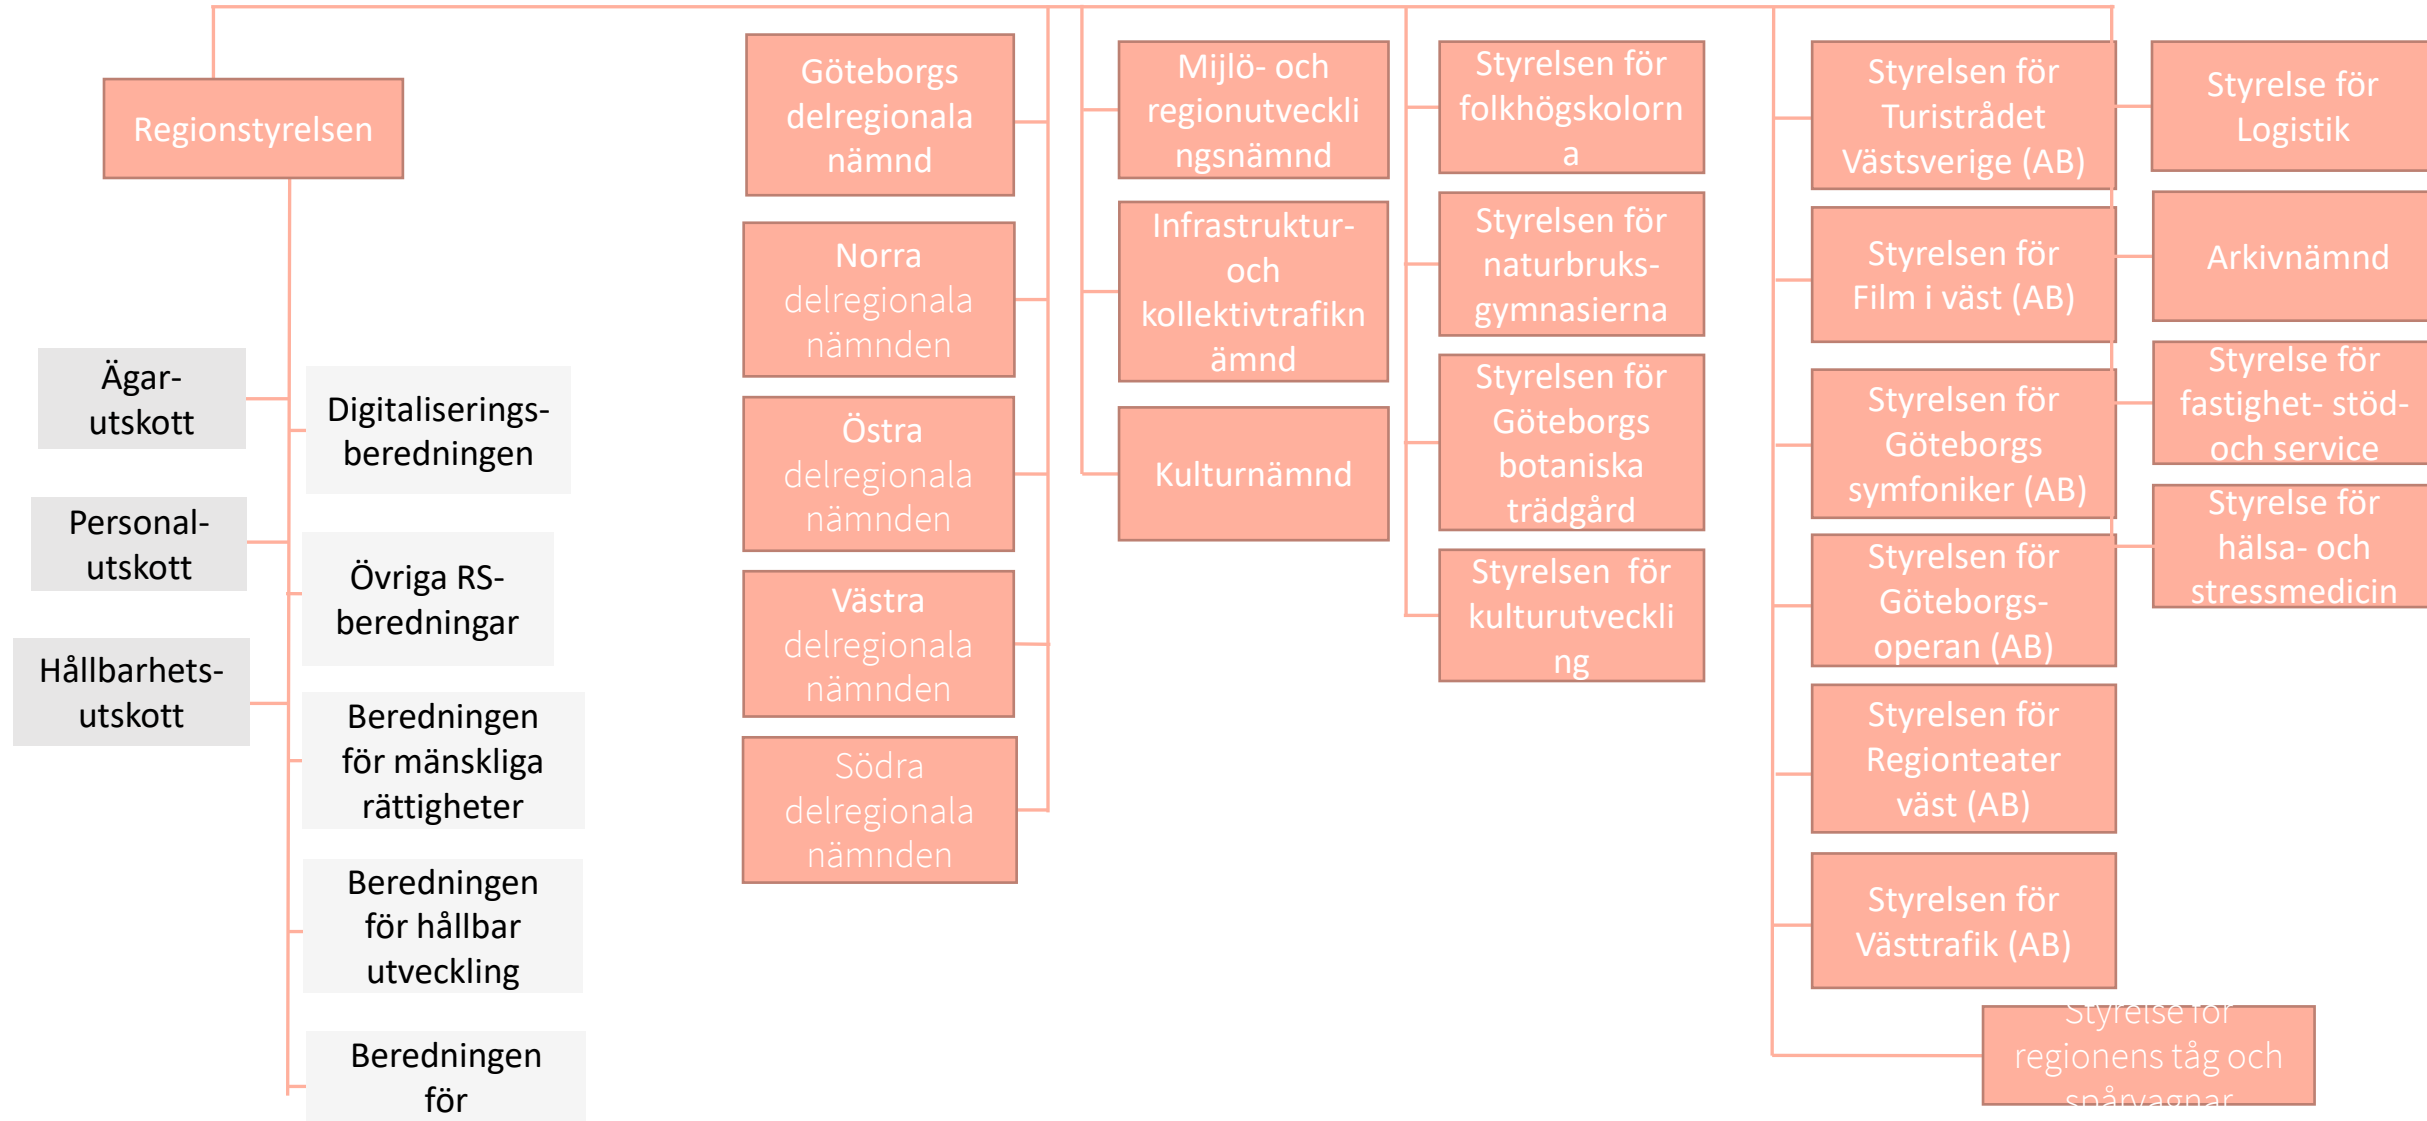 Regionstyrelsen
Ägar-
utskott
Personal-
utskott
Hållbarhets-
utskott
Digitaliserings-
beredningen
Övriga RS-
beredningar
Beredningen
för mänskliga
rättigheter
Beredningen
för hållbar
utveckling
Beredningen
för
Göteborgs
delregionala
nämnd
Norra
delregionala
nämnden
Östra
delregionala
nämnden
Västra
delregionala
nämnden
Södra
delregionala
nämnden
Mijlö- och
regionutveckli
ngsnämnd
Infrastruktur-
och
kollektivtrafikn
ämnd
Kulturnämnd
Styrelsen för
folkhögskolorn
a
Styrelsen för
naturbruks-
gymnasierna
Styrelsen för
Göteborgs
botaniska
trädgård
Styrelsen för
kulturutveckli
ng
Styrelsen för
Turistrådet
Västsverige (AB)
Styrelsen för
Film i väst (AB)
Styrelsen för
Göteborgs
symfoniker (AB)
Styrelsen för
Göteborgs-
operan (AB)
Styrelsen för
Regionteater
väst (AB)
Styrelsen för
Västtrafik (AB)
Styrelse för
regionens tåg och
spårvagnar
Styrelse för
Logistik
Arkivnämnd
Styrelse för
fastighet- stöd-
och service
Styrelse för
hälsa- och
stressmedicin